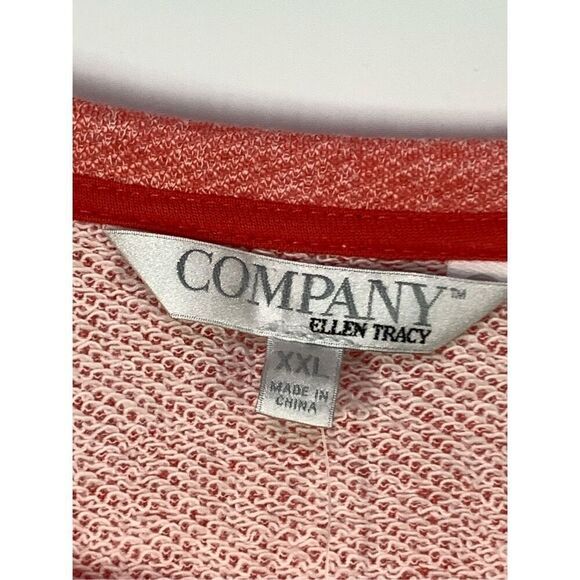 COMPANY™
ELLEN TRACY
XXL
MADE IN
CHINA